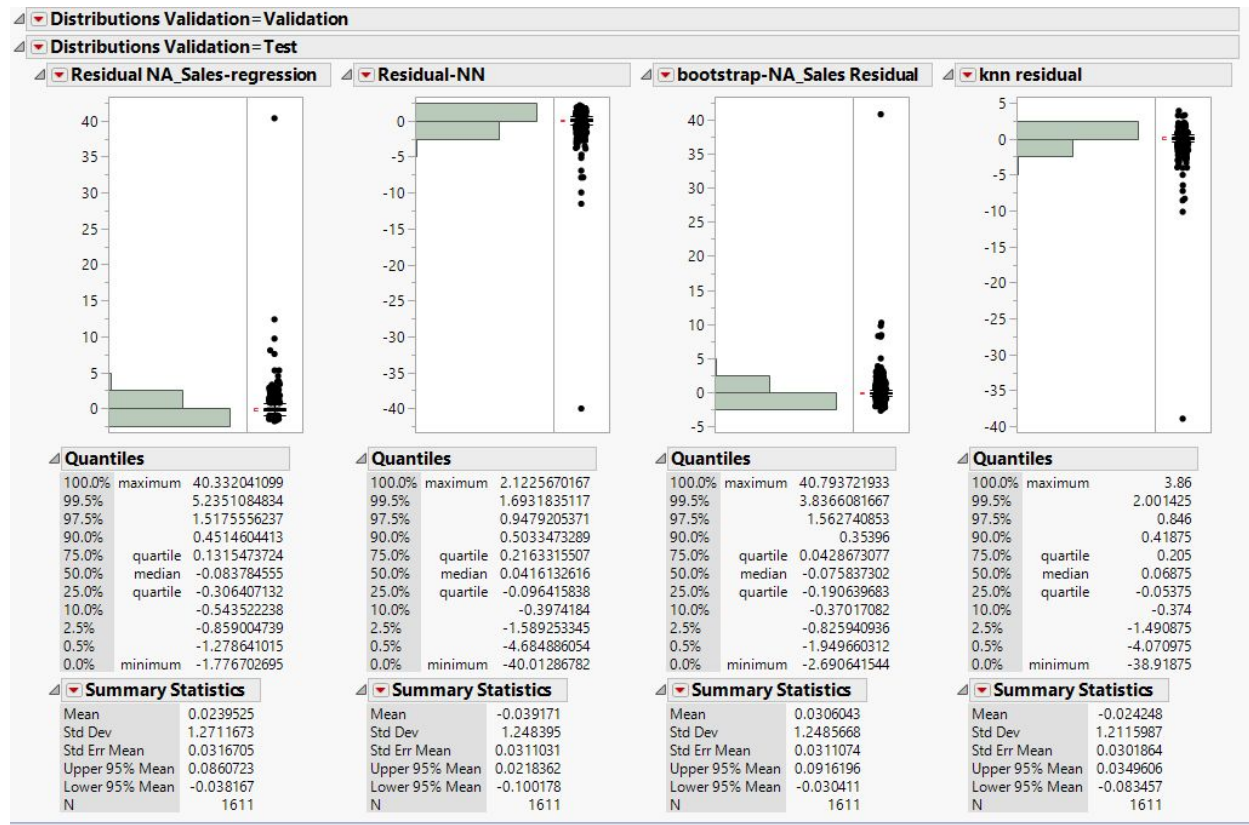 Distributions Validation=Validation
Distributions Validation=Test
Residual NA_Sales-regression
40
35
30
25
20
15
10
5
0
Quantiles
100.0% maximum 40.332041099
99.5% 5.2351084834
97.5% 1.5175556237
90.0% 0.4514604413
75.0% quartile 0.1315473724
50.0% median -0.083784555
25.0% quartile -0.306407132
10.0% -0.543522238
2.5% -0.859004739
0.5% -1.278641015
0.0% minimum -1.776702695
Summary Statistics
Mean 0.0239525
Std Dev 1.2711673
Std Err Mean 0.0316705
Upper 95% Mean 0.0860723
Lower 95% Mean -0.038167
N 1611
Residual-NN
0
-5
-10
-15
-20
-25
-30
-35
-40
Quantiles
100.0% maximum 2.1225670167
99.5% 1.6931835117
97.5% 0.9479205371
90.0% 0.5033473289
75.0% quartile 0.2163315507
50.0% median 0.0416132616
25.0% quartile -0.096415838
10.0% -0.3974184
2.5% -1.589253345
0.5% -4.684886054
0.0% minimum -40.01286782
Summary Statistics
Mean -0.039171
Std Dev 1.248395
Std Err Mean 0.0311031
Upper 95% Mean 0.0218362
Lower 95% Mean -0.100178
N 1611
bootstrap-NA_Sales Residual
40
35
30
25
20
15
10
5
0
-5
Quantiles
100.0% maximum 40.793721933
99.5% 3.8366081667
97.5% 1.562740853
90.0% 0.35396
75.0% quartile 0.0428673077
50.0% median -0.075837302
25.0% quartile -0.190639683
10.0% -0.37017082
2.5% -0.825940936
0.5% -1.949660312
0.0% minimum -2.690641544
Summary Statistics
Mean 0.0306043
Std Dev 1.2485668
Std Err Mean 0.0311074
Upper 95% Mean 0.0916196
Lower 95% Mean -0.030411
N 1611
knn residual
5
0
-5
-10
-15
-20
-25
-30
-35
-40
Quantiles
100.0% maximum 3.86
99.5% 2.001425
97.5% 0.846
90.0% 0.41875
75.0% quartile 0.205
50.0% median 0.06875
25.0% quartile -0.05375
10.0% -0.374
2.5% -1.490875
0.5% -4.070975
0.0% minimum -38.91875
Summary Statistics
Mean -0.024248
Std Dev 1.2115987
Std Err Mean 0.0301864
Upper 95% Mean 0.0349606
Lower 95% Mean -0.083457
N 1611